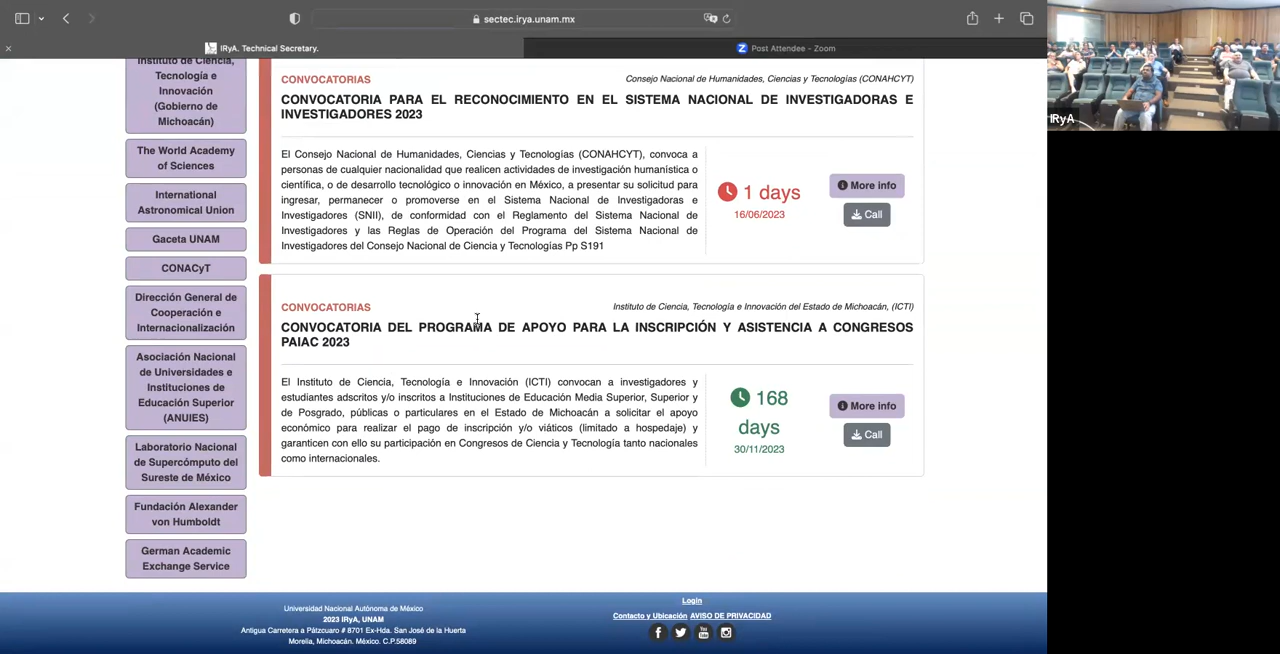 sectec.irya.unam.mx
IRyA. Technical Secretary.
Post Attendee - Zoom
Instituto de Ciencia,
Tecnología e
Innovación
(Gobierno de
Michoacán)
The World Academy
of Sciences
International
Astronomical Union
Gaceta UNAM
CONACyT
Dirección General de
Cooperación e
Internacionalización
Asociación Nacional
de Universidades e
Instituciones de
Educación Superior
(ANUIES)
Laboratorio Nacional
de Supercómputo del
Sureste de México
Fundación Alexander
von Humboldt
German Academic
Exchange Service
CONVOCATORIAS
Consejo Nacional de Humanidades, Ciencias y Tecnologías (CONAHCYT)
CONVOCATORIA PARA EL RECONOCIMIENTO EN EL SISTEMA NACIONAL DE INVESTIGADORAS E
INVESTIGADORES 2023
El Consejo Nacional de Humanidades, Ciencias y Tecnologías (CONAHCYT), convoca a
personas de cualquier nacionalidad que realicen actividades de investigación humanística o
científica, o de desarrollo tecnológico o innovación en México, a presentar su solicitud para
ingresar, permanecer o promoverse en el Sistema Nacional de Investigadoras e
Investigadores (SNII), de conformidad con el Reglamento del Sistema Nacional de
Investigadores y las Reglas de Operación del Programa del Sistema Nacional de
Investigadores del Consejo Nacional de Ciencia y Tecnologías Pp S191
1 days
16/06/2023
More info
Call
CONVOCATORIAS
Instituto de Ciencia, Tecnología e Innovación del Estado de Michoacán, (ICTI)
CONVOCATORIA DEL PROGRAMA DE APOYO PARA LA INSCRIPCIÓN Y ASISTENCIA A CONGRESOS
PAIAC 2023
El Instituto de Ciencia, Tecnología e Innovación (ICTI) convocan a investigadores y
estudiantes adscritos y/o inscritos a Instituciones de Educación Media Superior, Superior y
de Posgrado, públicas o particulares en el Estado de Michoacán a solicitar el apoyo
económico para realizar el pago de inscripción y/o viáticos (limitado a hospedaje) y
garanticen con ello su participación en Congresos de Ciencia y Tecnología tanto nacionales
como internacionales.
168
days
30/11/2023
More info
Call
Universidad Nacional Autónoma de México
2023 IRyA, UNAM
Antigua Carretera a Pátzcuaro # 8701 Ex-Hda. San José de la Huerta
Morelia, Michoacán. México. C.P.58089
Login
Contacto y Ubicación AVISO DE PRIVACIDAD
IRyA